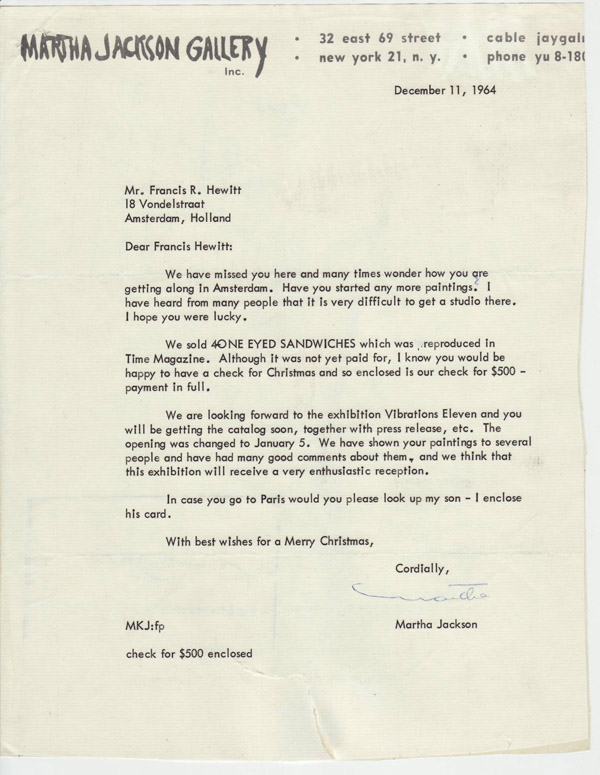 MARTHA JACKSON GALLERY • 32 east 69 street • cable jaygal
Inc. • new york 21, n. y. • phone yu 8-180
December 11, 1964
Mr. Francis R. Hewitt
18 Vondelstraat
Amsterdam, Holland
Dear Francis Hewitt:
We have missed you here and many times wonder how you are
getting along in Amsterdam. Have you started any more paintings? I
have heard from many people that it is very difficult to get a studio there.
I hope you were lucky.
We sold 4ONE EYED SANDWICHES which was reproduced in
Time Magazine. Although it was not yet paid for, I know you would be
happy to have a check for Christmas and so enclosed is our check for $500 -
payment in full.
We are looking forward to the exhibition Vibrations Eleven and you
will be getting the catalog soon, together with press release, etc. The
opening was changed to January 5. We have shown your paintings to several
people and have had many good comments about them, and we think that
this exhibition will receive a very enthusiastic reception.
In case you go to Paris would you please look up my son - I enclose
his card.
With best wishes for a Merry Christmas,
Cordially,
Martha
MKJ:fp Martha Jackson
check for $500 enclosed